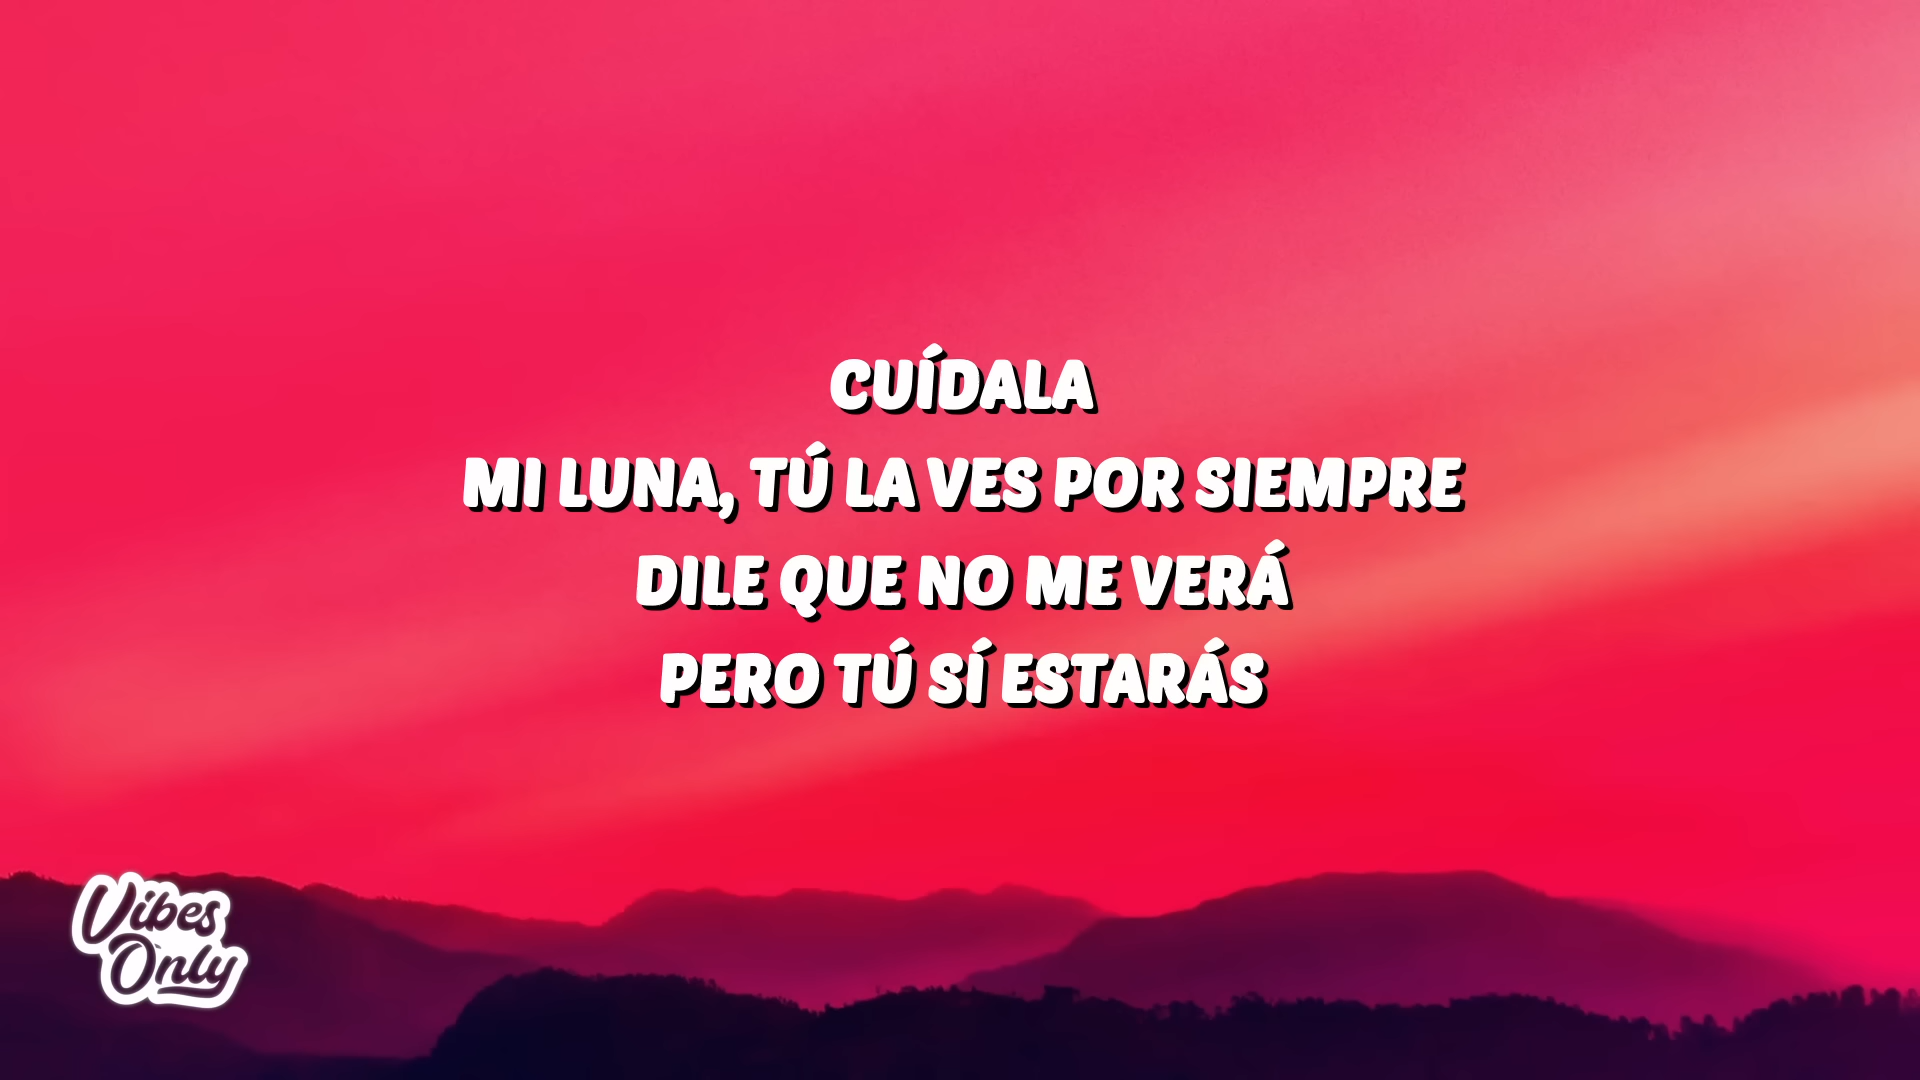 CUÍDALA
MI LUNA, TÚ LA VES POR SIEMPRE
DILE QUE NO ME VERÁ
PERO TÚ SÍ ESTARÁS
Vibes
Only